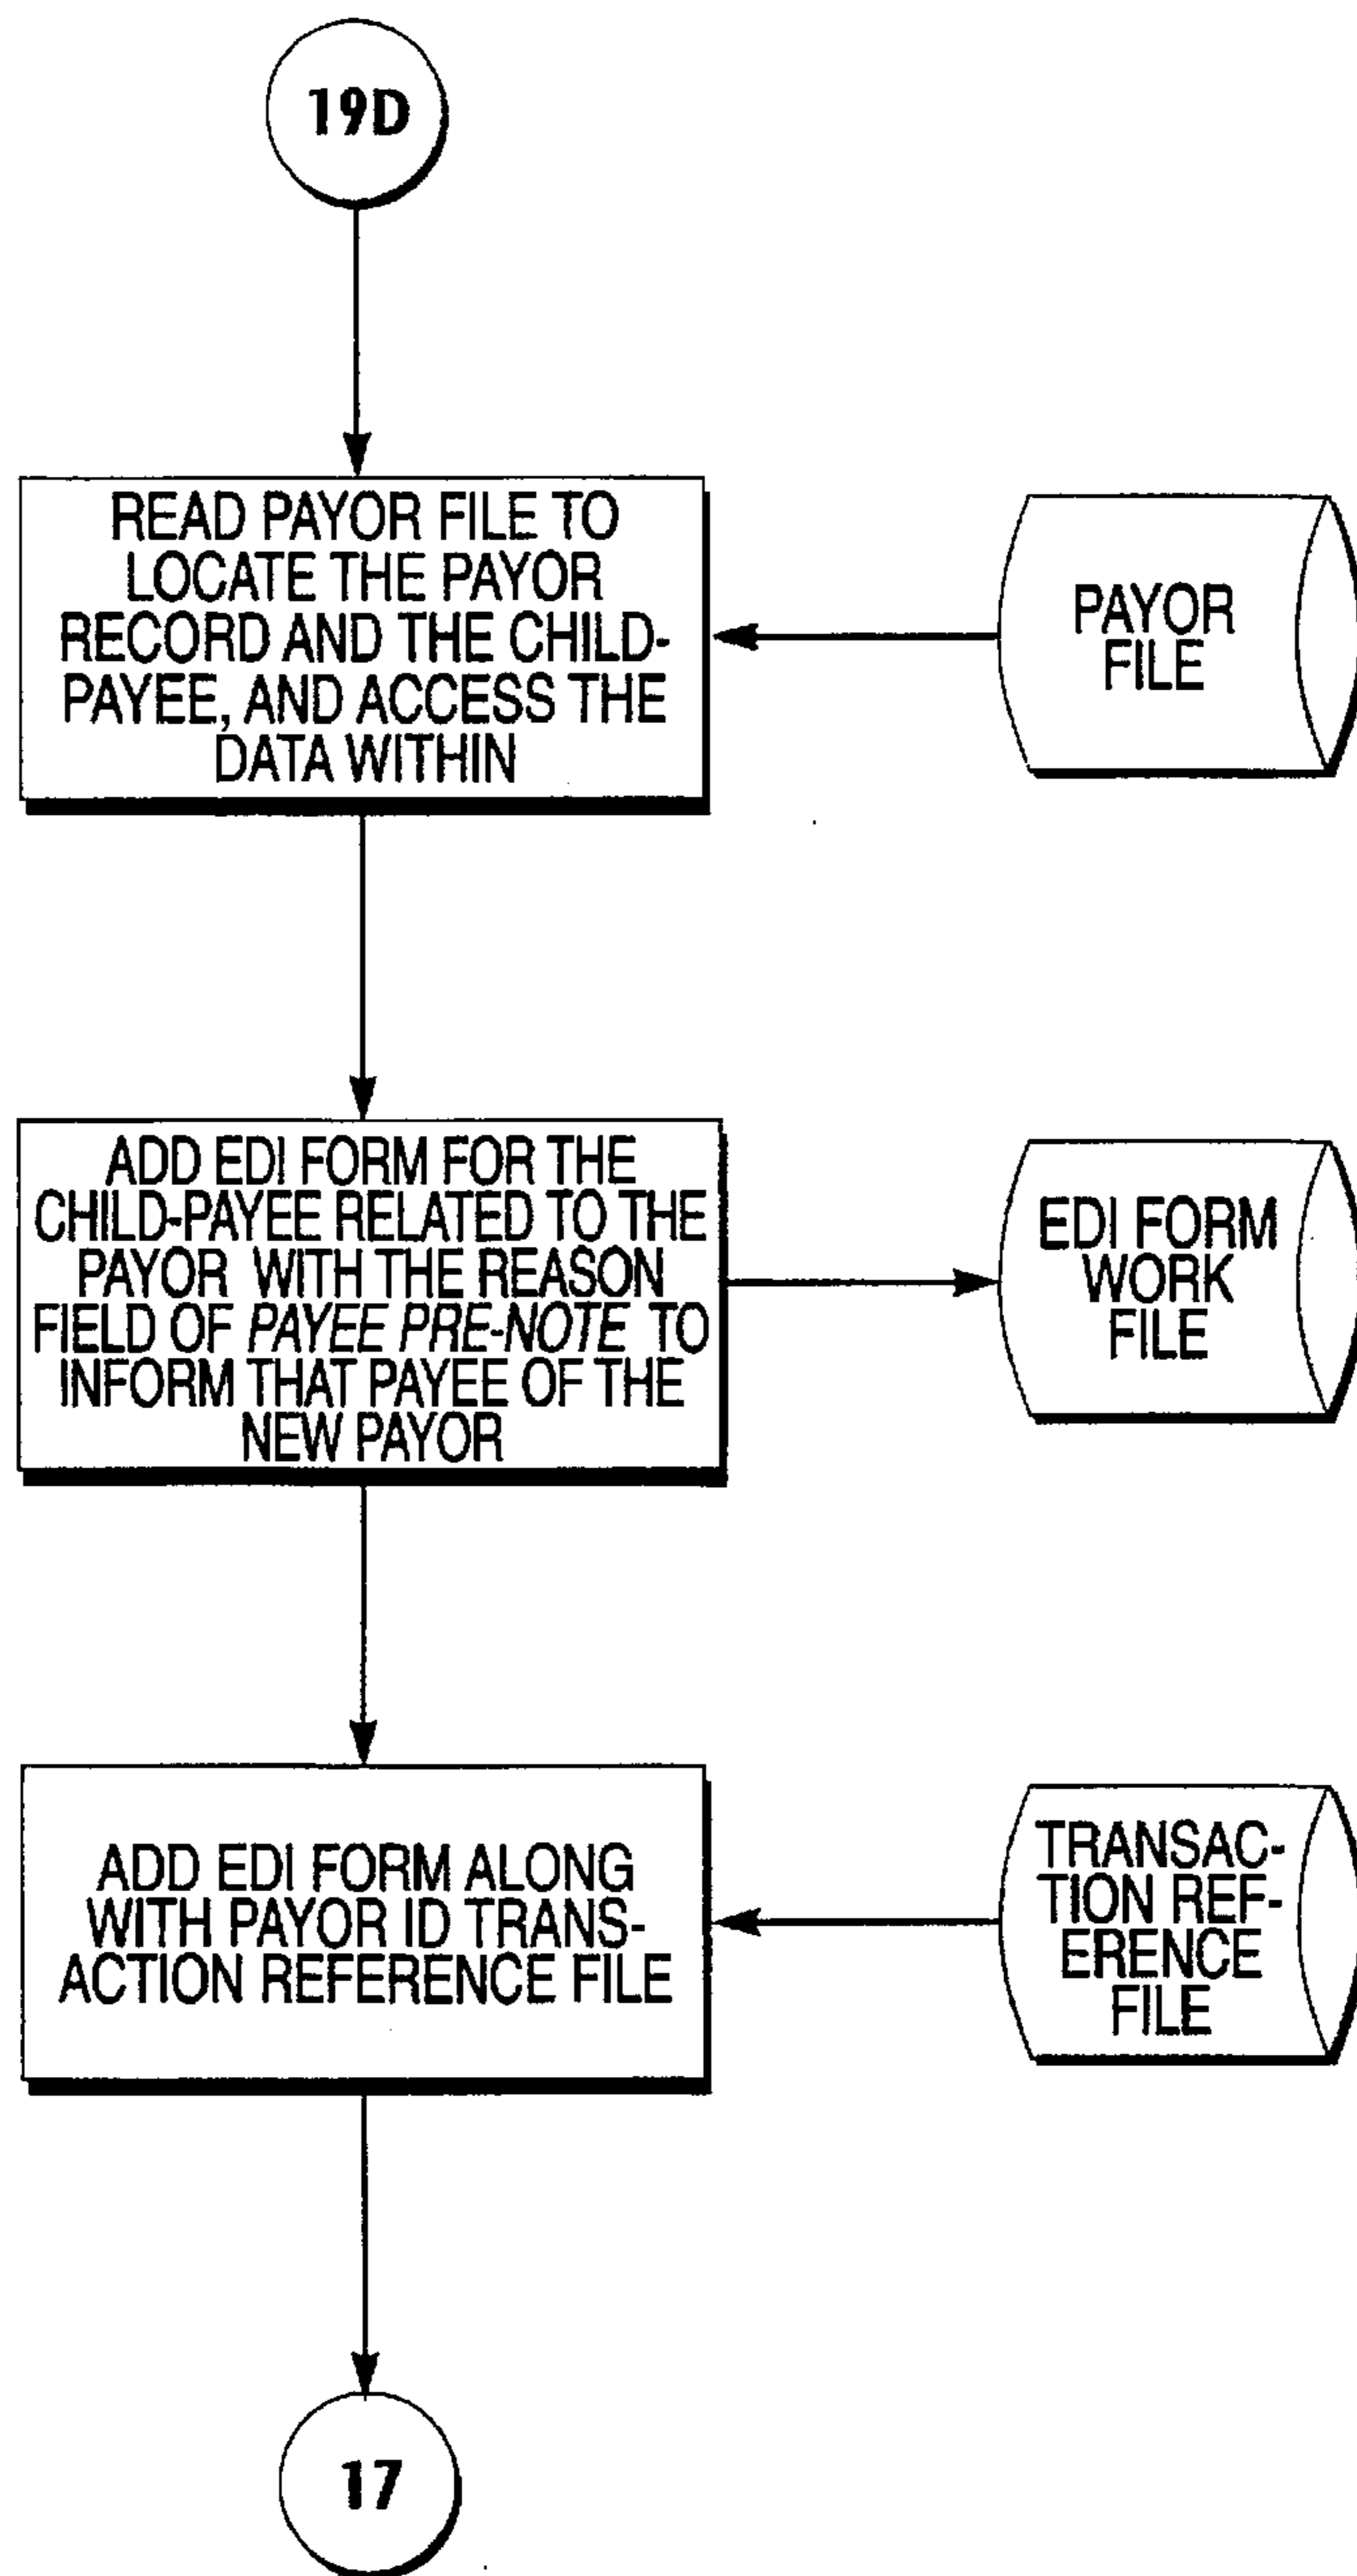 19D
READ PAYOR FILE TO
LOCATE THE PAYOR
RECORD AND THE CHILD-
PAYEE, AND ACCESS THE
DATA WITHIN
PAYOR
FILE
ADD EDI FORM FOR THE
CHILD-PAYEE RELATED TO THE
PAYOR WITH THE REASON
FIELD OF PAYEE PRE-NOTE TO
INFORM THAT PAYEE OF THE
NEW PAYOR
EDI FORM
WORK
FILE
ADD EDI FORM ALONG
WITH PAYOR ID TRANS-
ACTION REFERENCE FILE
TRANSAC-
TION REF-
ERENCE
FILE
17